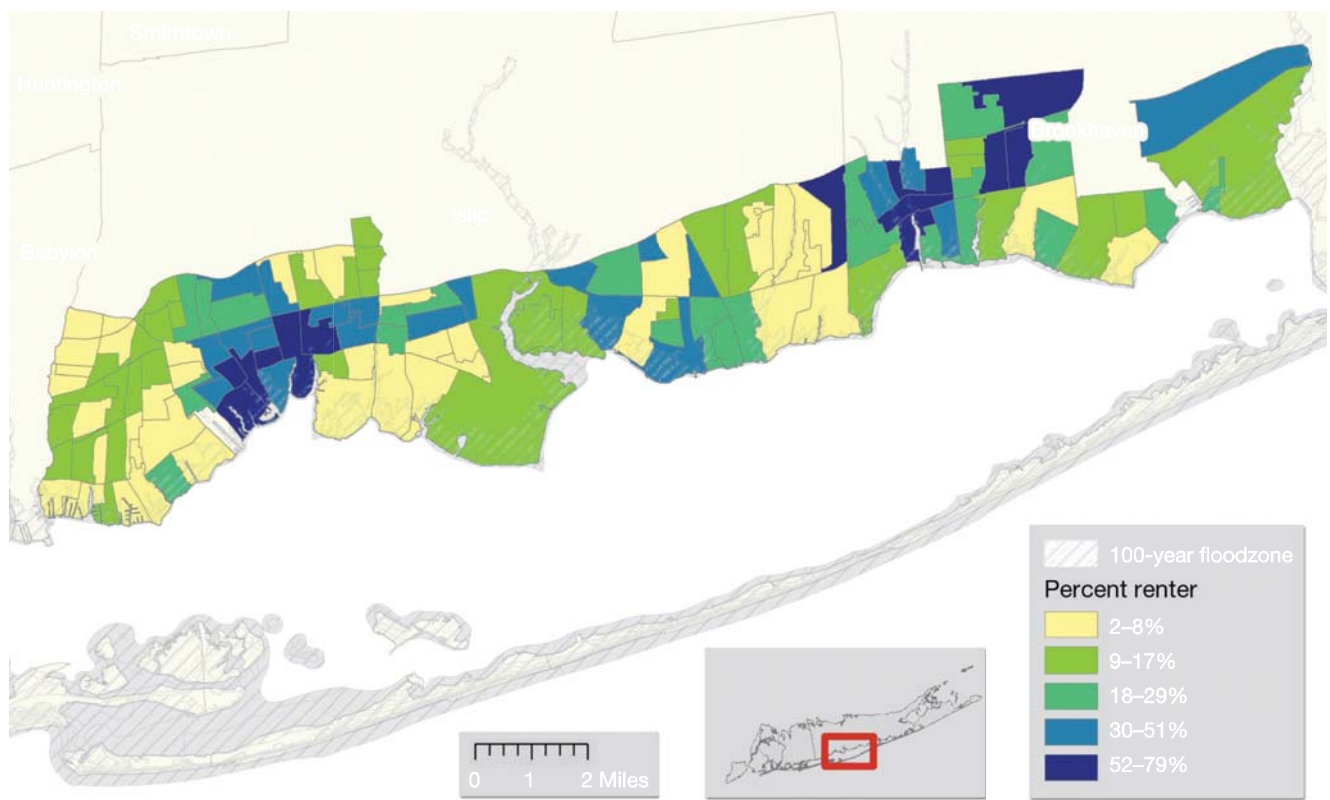 Smithtown
Huntington
Brookhaven
Islip
Babylon
100-year floodzone
Percent renter
2–8%
9–17%
18–29%
30–51%
52–79%
0 1 2 Miles